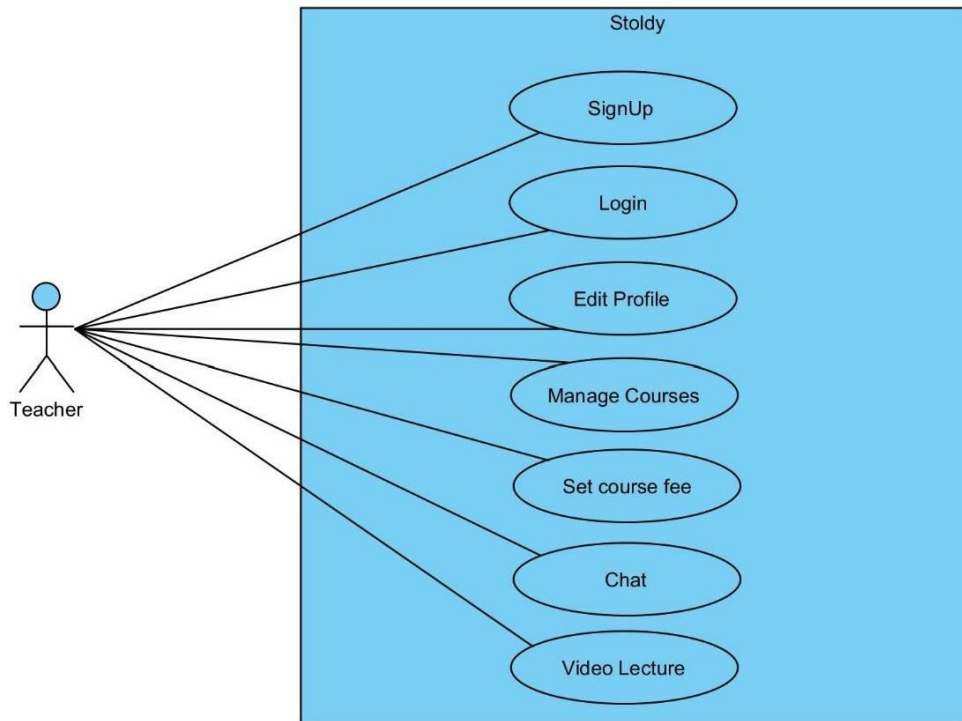 Stoldy
SignUp
Login
Edit Profile
Manage Courses
Teacher
Set course fee
Chat
Video Lecture